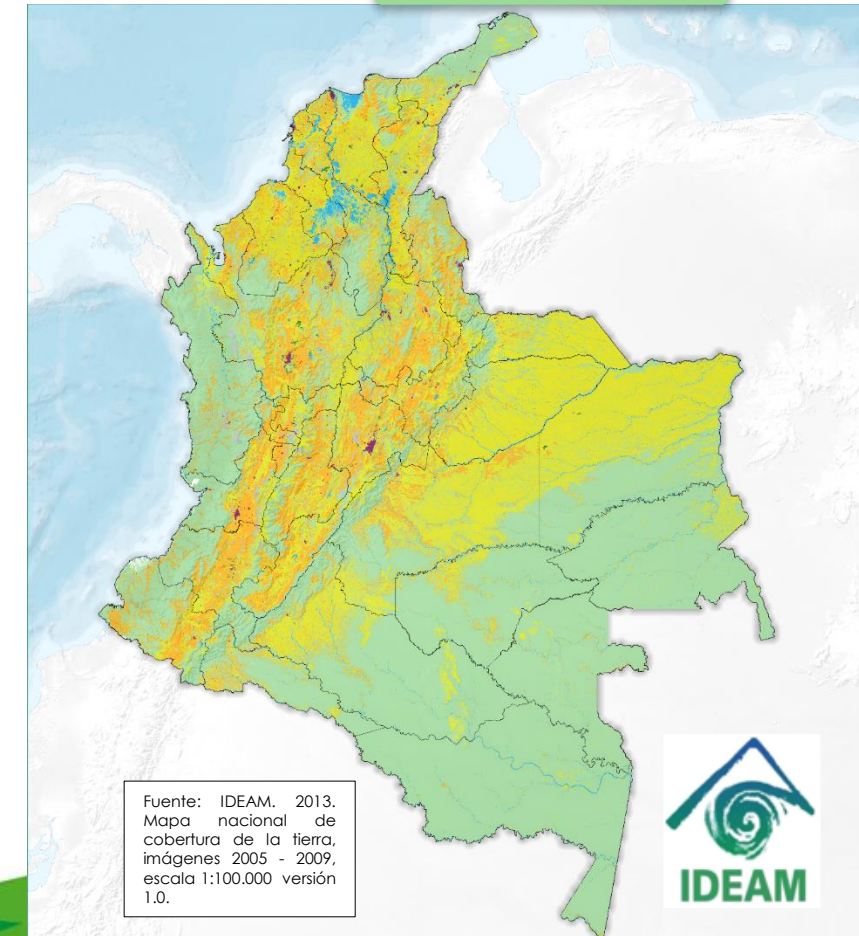 Fuente: IDEAM. 2013.
Mapa nacional de
cobertura de la tierra,
imágenes 2005 - 2009,
escala 1:100.000 versión
1.0.
IDEAM